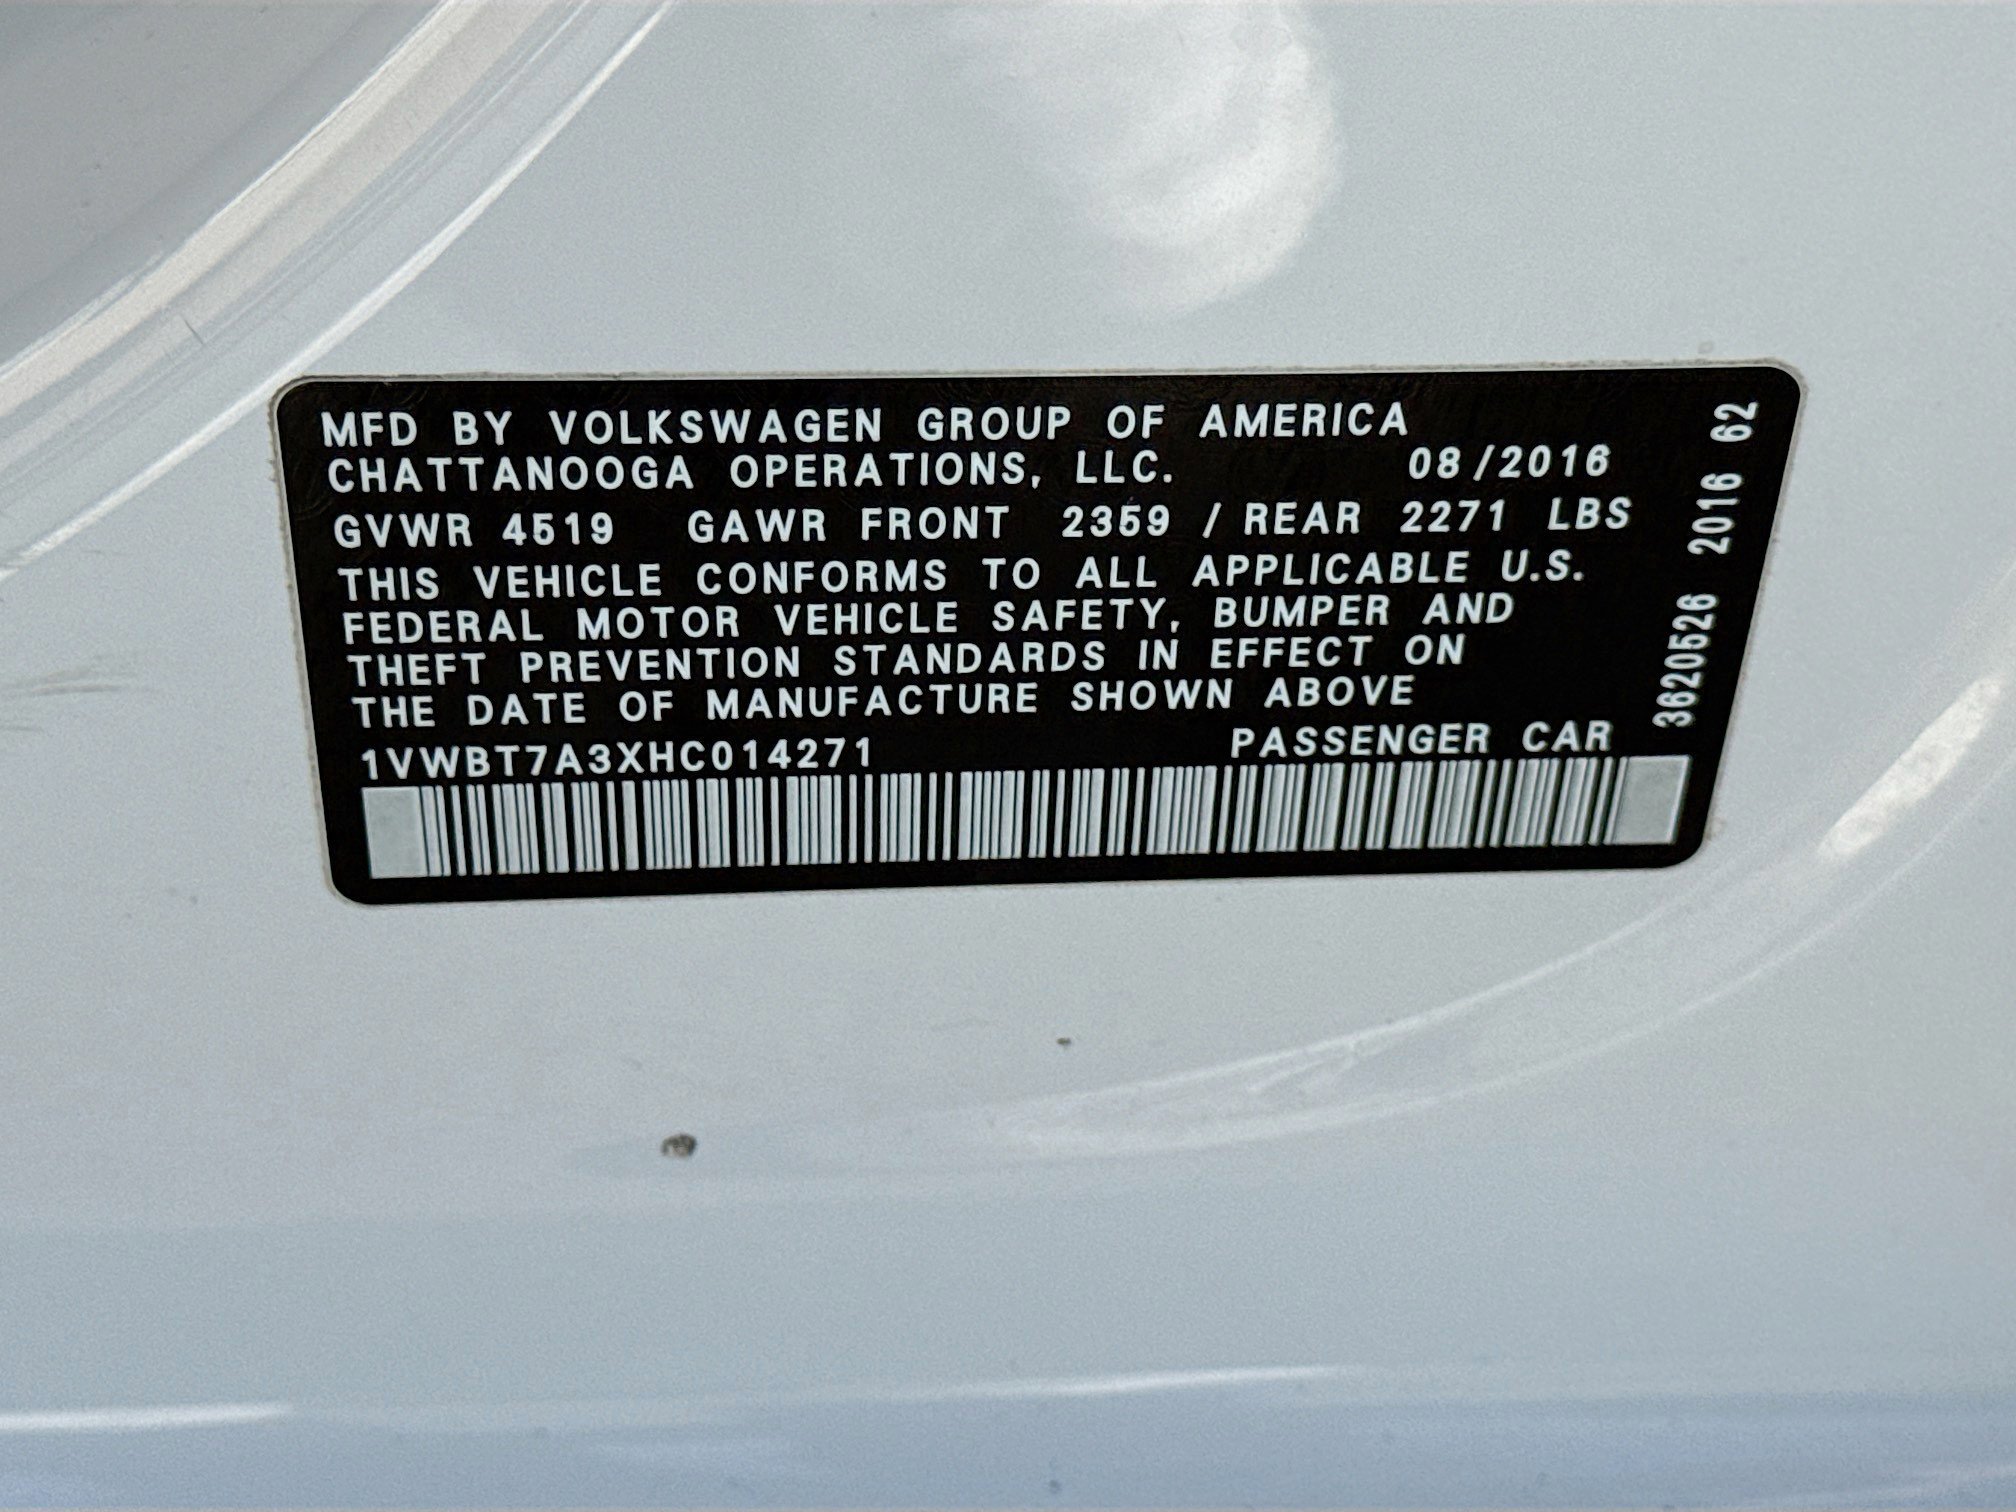 MFD BY VOLKSWAGEN GROUP OF AMERICA
CHATTANOOGA OPERATIONS, LLC. 08/2016
GVWR 4519 GAWR FRONT 2359 / REAR 2271 LBS
THIS VEHICLE CONFORMS TO ALL APPLICABLE U.S.
FEDERAL MOTOR VEHICLE SAFETY, BUMPER AND
THEFT PREVENTION STANDARDS IN EFFECT ON
THE DATE OF MANUFACTURE SHOWN ABOVE
1VWBT7A3XHC014271 PASSENGER CAR
3620526 2016 62